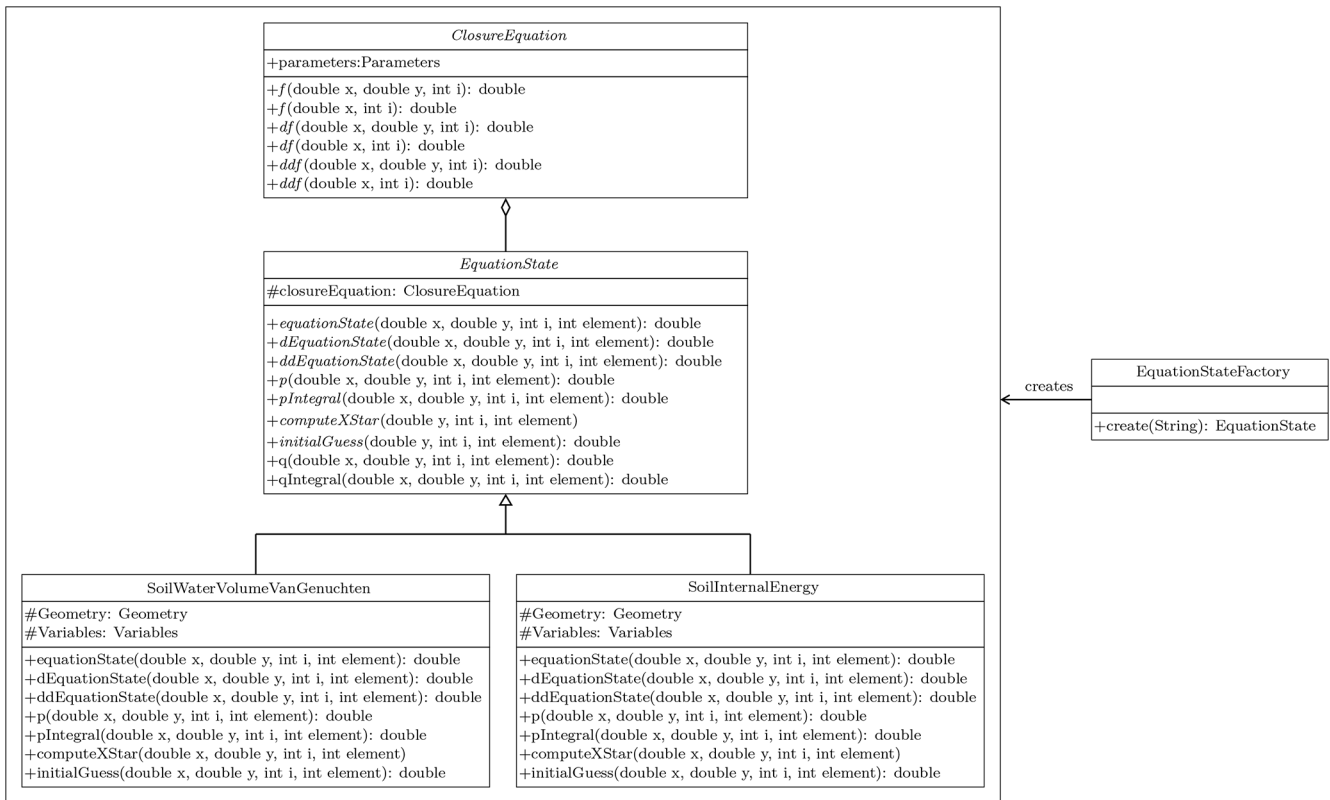 ClosureEquation
+parameters:Parameters
+f(double x, double y, int i): double
+f(double x, int i): double
+df(double x, double y, int i): double
+df(double x, int i): double
+ddf(double x, double y, int i): double
+ddf(double x, int i): double
EquationState
#closureEquation: ClosureEquation
+equationState(double x, double y, int i, int element): double
+dEquationState(double x, double y, int i, int element): double
+ddEquationState(double x, double y, int i, int element): double
+p(double x, double y, int i, int element): double
+pIntegral(double x, double y, int i, int element): double
+computeXStar(double y, int i, int element)
+initialGuess(double y, int i, int element): double
+q(double x, double y, int i, int element): double
+qIntegral(double x, double y, int i, int element): double
creates
EquationStateFactory
+create(String): EquationState
SoilWaterVolumeVanGenuchten
#Geometry: Geometry
#Variables: Variables
+equationState(double x, double y, int i, int element): double
+dEquationState(double x, double y, int i, int element): double
+ddEquationState(double x, double y, int i, int element): double
+p(double x, double y, int i, int element): double
+pIntegral(double x, double y, int i, int element): double
+computeXStar(double x, double y, int i, int element)
+initialGuess(double x, double y, int i, int element): double
SoilInternalEnergy
#Geometry: Geometry
#Variables: Variables
+equationState(double x, double y, int i, int element): double
+dEquationState(double x, double y, int i, int element): double
+ddEquationState(double x, double y, int i, int element): double
+p(double x, double y, int i, int element): double
+pIntegral(double x, double y, int i, int element): double
+computeXStar(double x, double y, int i, int element)
+initialGuess(double x, double y, int i, int element): double